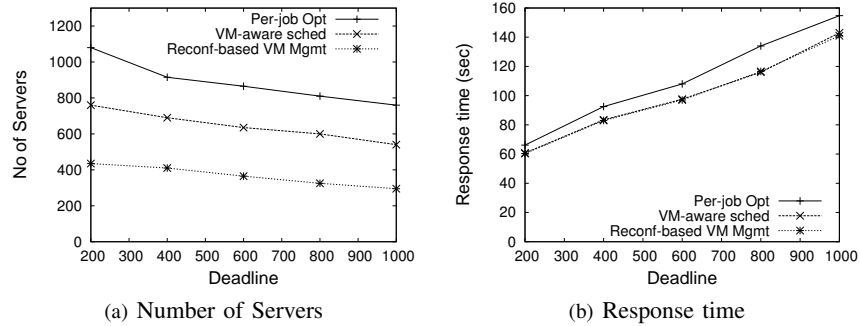 No of Servers
1200
1000
800
600
400
200
0
200 300 400 500 600 700 800 900 1000
Deadline
Per-job Opt
VM-aware sched
Reconf-based VM Mgmt
(a) Number of Servers
Response time (sec)
160
140
120
100
80
60
40
20
0
200 300 400 500 600 700 800 900 1000
Deadline
Per-job Opt
VM-aware sched
Reconf-based VM Mgmt
(b) Response time